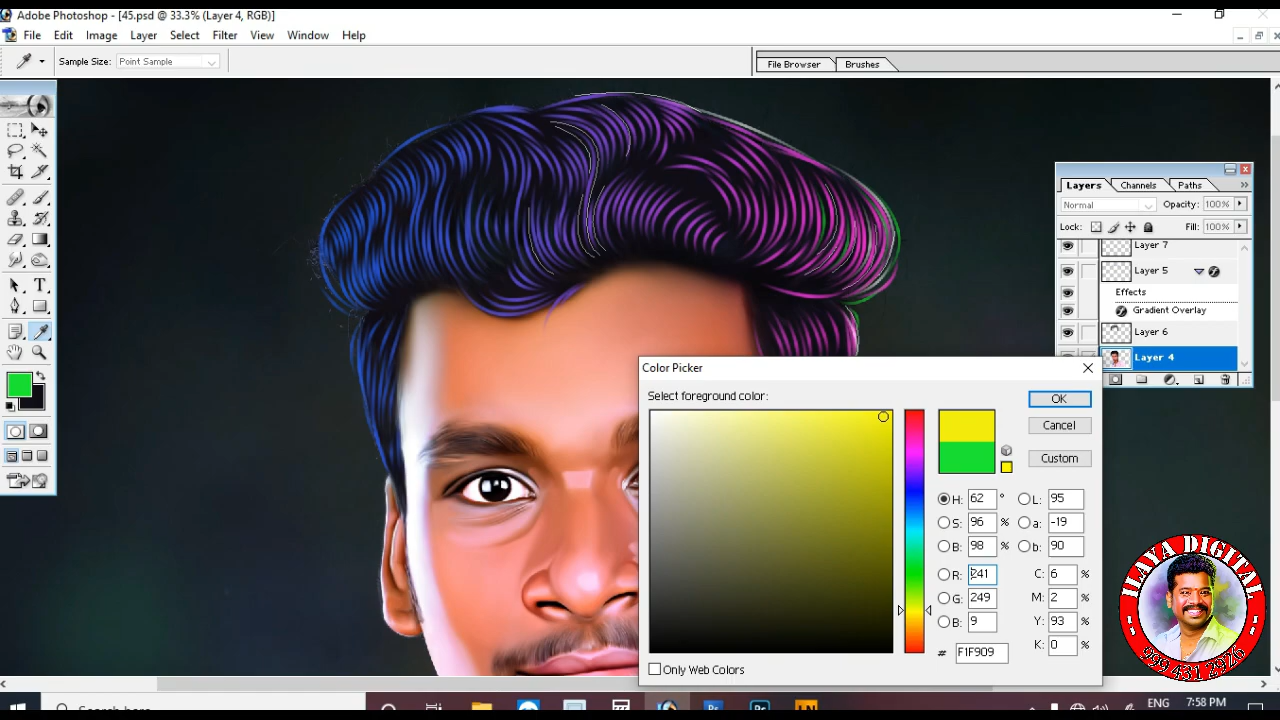 Adobe Photoshop - [45.psd @ 33.3% (Layer 4, RGB)]
File Edit Image Layer Select Filter View Window Help
Sample Size: Point Sample
File Browser Brushes
Layers Channels Paths
Normal Opacity: 100%
Lock: Fill: 100%
Layer 7
Layer 5
Effects
Gradient Overlay
Layer 6
Layer 4
Color Picker
Select foreground color:
OK
Cancel
Custom
H: 62 ° L: 95
S: 96 % a: -19
B: 98 % b: 90
R: 241 C: 6 %
G: 249 M: 2 %
B: 9 Y: 93 %
K: 0 %
# F1F909
Only Web Colors
ILAYA DIGITAL
ENG 7:58 PM